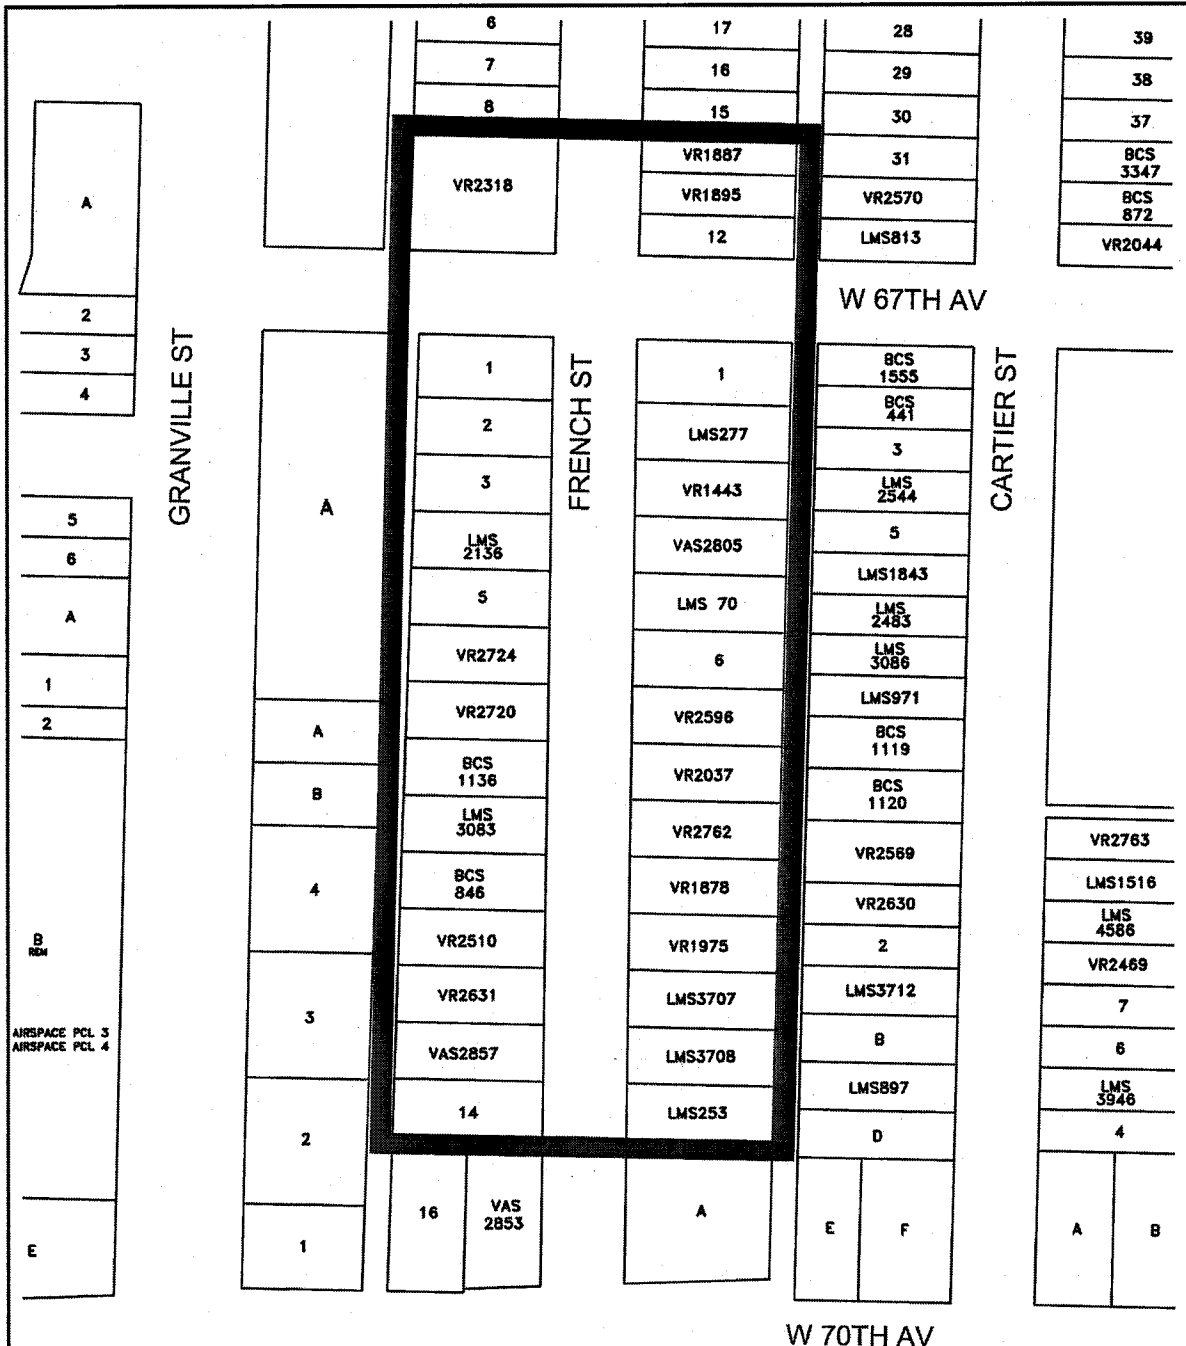 6
7
8
VR2318
17
16
15
VR1887
VR1895
12
28
29
30
31
VR2570
LMS813
39
38
37
BCS
3347
BCS
872
VR2044
A
2
3
4
5
6
A
1
2
B
REM
AIRSPACE PCL 3
AIRSPACE PCL 4
E
GRANVILLE ST
A
A
B
4
3
2
1
1
2
3
LMS
2136
5
VR2724
VR2720
BCS
1136
LMS
3083
BCS
846
VR2510
VR2631
VAS2857
14
16
VAS
2853
FRENCH ST
1
LMS277
VR1443
VAS2805
LMS 70
6
VR2596
VR2037
VR2762
VR1878
VR1975
LMS3707
LMS3708
LMS253
A
W 67TH AV
BCS
1555
BCS
441
3
LMS
2544
5
LMS1843
LMS
2483
LMS
3086
LMS971
BCS
1119
BCS
1120
VR2569
VR2630
2
LMS3712
B
LMS897
D
E
F
CARTIER ST
VR2763
LMS1516
LMS
4586
VR2469
7
6
LMS
3946
4
A
B
W 70TH AV